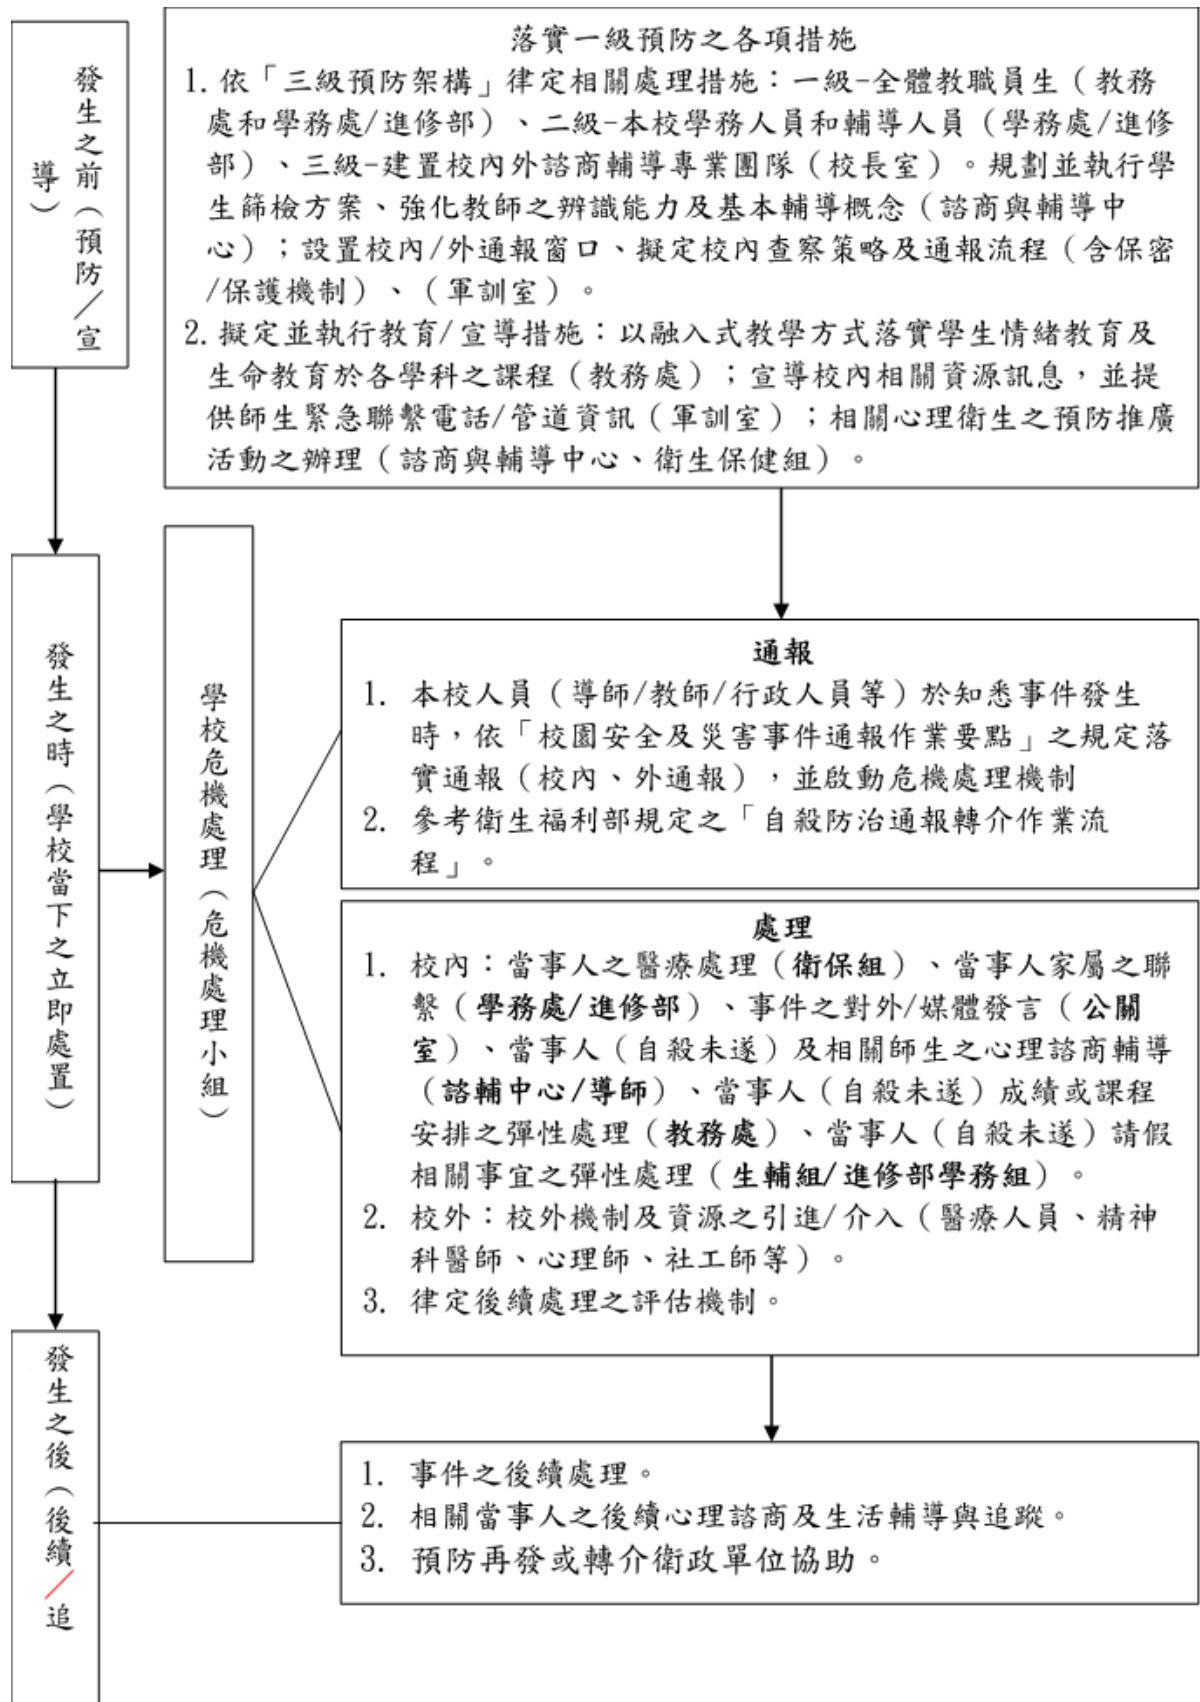 發生之前（預防／宣
導）
落實一級預防之各項措施
1. 依「三級預防架構」律定相關處理措施：一級-全體教職員生（教務
處和學務處/進修部）、二級-本校學務人員和輔導人員（學務處/進修
部）、三級-建置校內外諮商輔導專業團隊（校長室）。規劃並執行學
生篩檢方案、強化教師之辨識能力及基本輔導概念（諮商與輔導中
心）；設置校內/外通報窗口、擬定校內查察策略及通報流程（含保密
/保護機制）、（軍訓室）。
2. 擬定並執行教育/宣導措施：以融入式教學方式落實學生情緒教育及
生命教育於各學科之課程（教務處）；宣導校內相關資源訊息，並提
供師生緊急聯繫電話/管道資訊（軍訓室）；相關心理衛生之預防推廣
活動之辦理（諮商與輔導中心、衛生保健組）。
發生之時（學校當下之立即處置）
學校危機處理（危機處理小組）
通報
1. 本校人員（導師/教師/行政人員等）於知悉事件發生
時，依「校園安全及災害事件通報作業要點」之規定落
實通報（校內、外通報），並啟動危機處理機制
2. 參考衛生福利部規定之「自殺防治通報轉介作業流
程」。
處理
1. 校內：當事人之醫療處理（衛保組）、當事人家屬之聯
繫（學務處/進修部）、事件之對外/媒體發言（公關
室）、當事人（自殺未遂）及相關師生之心理諮商輔導
（諮輔中心/導師）、當事人（自殺未遂）成績或課程
安排之彈性處理（教務處）、當事人（自殺未遂）請假
相關事宜之彈性處理（生輔組/進修部學務組）。
2. 校外：校外機制及資源之引進/介入（醫療人員、精神
科醫師、心理師、社工師等）。
3. 律定後續處理之評估機制。
發生之後（後續／追
1. 事件之後續處理。
2. 相關當事人之後續心理諮商及生活輔導與追蹤。
3. 預防再發或轉介衛政單位協助。